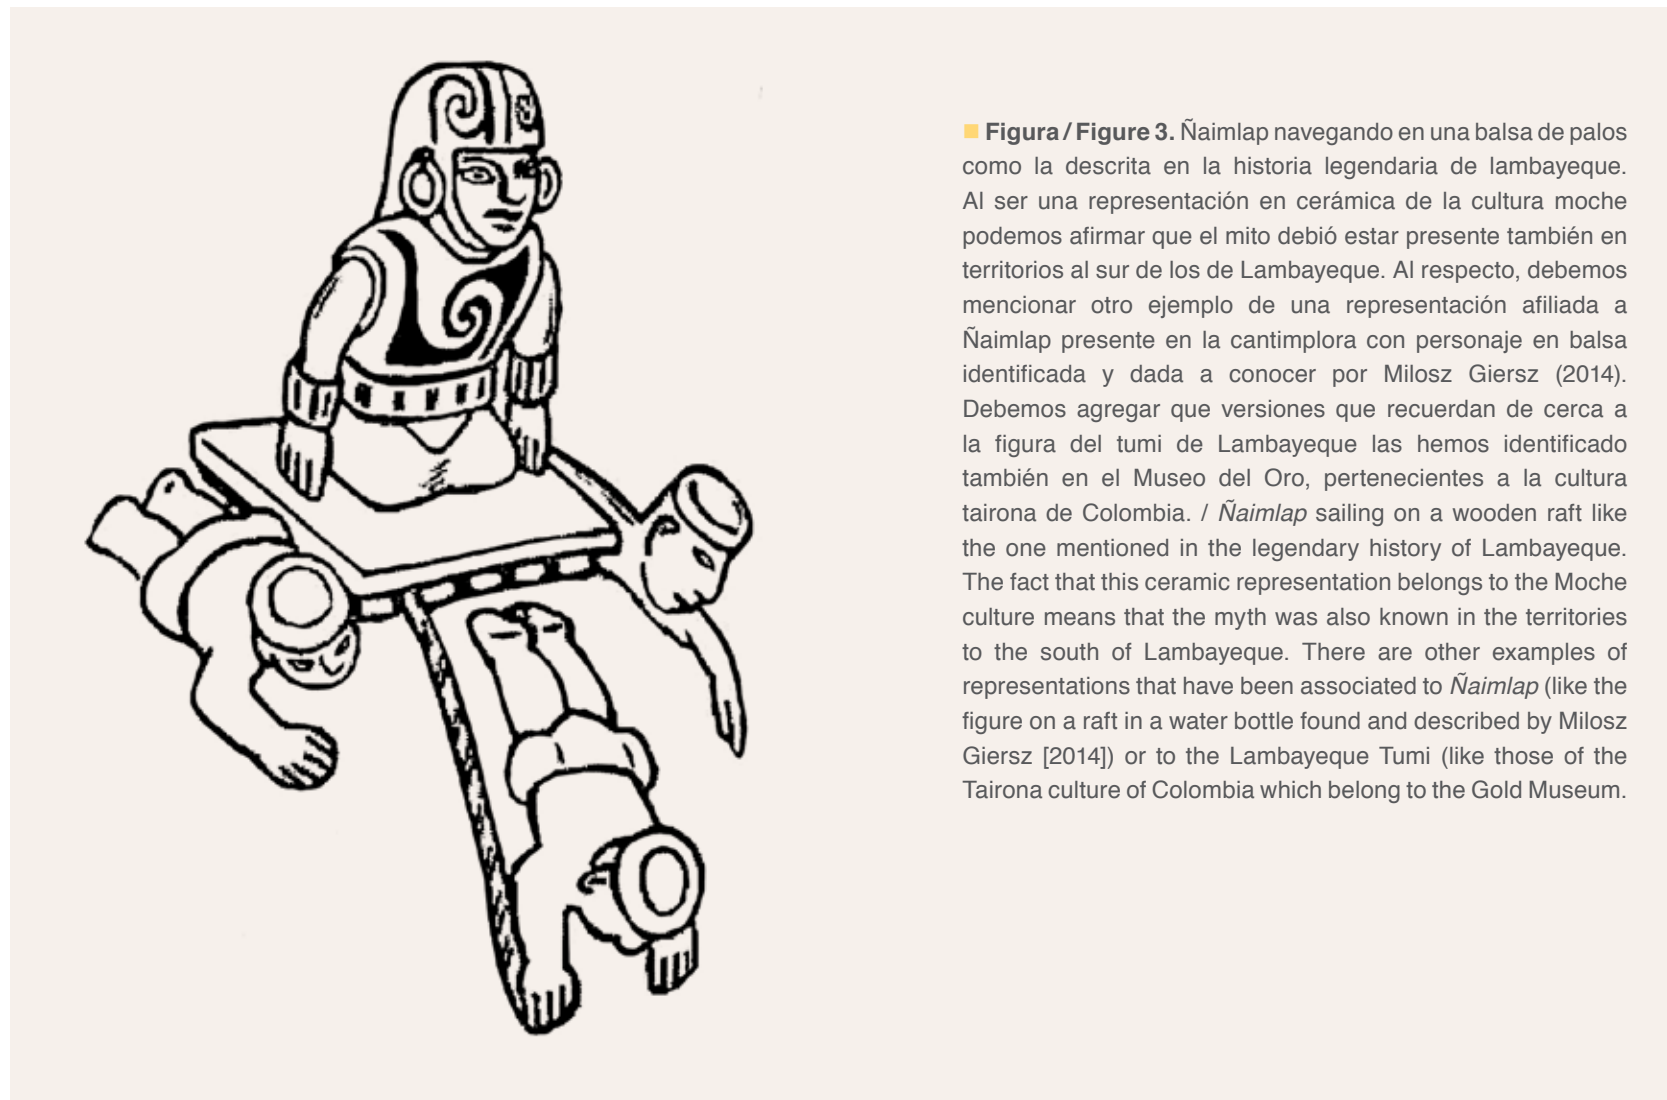 Figura / Figure 3. Ñaimlap navegando en una balsa de palos
como la descrita en la historia legendaria de lambayeque.
Al ser una representación en cerámica de la cultura moche
podemos afirmar que el mito debió estar presente también en
territorios al sur de los de Lambayeque. Al respecto, debemos
mencionar otro ejemplo de una representación afiliada a
Ñaimlap presente en la cantimplora con personaje en balsa
identificada y dada a conocer por Milosz Giersz (2014).
Debemos agregar que versiones que recuerdan de cerca a
la figura del tumi de Lambayeque las hemos identificado
también en el Museo del Oro, pertenecientes a la cultura
tairona de Colombia. / Ñaimlap sailing on a wooden raft like
the one mentioned in the legendary history of Lambayeque.
The fact that this ceramic representation belongs to the Moche
culture means that the myth was also known in the territories
to the south of Lambayeque. There are other examples of
representations that have been associated to Ñaimlap (like the
figure on a raft in a water bottle found and described by Milosz
Giersz [2014]) or to the Lambayeque Tumi (like those of the
Tairona culture of Colombia which belong to the Gold Museum.